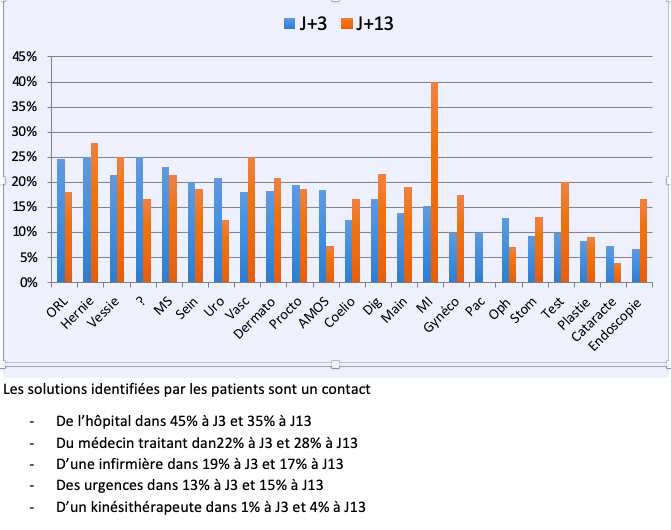 J+3 J+13
45%
40%
35%
30%
25%
20%
15%
10%
5%
0%
ORL Hernie Vessie ? MS Sein Uro Vasc Dermato Procto AMOS Coelio Dig Main MI Gynéco Pac Oph Stom Test Plastie Cataracte Endoscopie
Les solutions identifiées par les patients sont un contact
- De l’hôpital dans 45% à J3 et 35% à J13
- Du médecin traitant dan22% à J3 et 28% à J13
- D’une infirmière dans 19% à J3 et 17% à J13
- Des urgences dans 13% à J3 et 15% à J13
- D’un kinésithérapeute dans 1% à J3 et 4% à J13